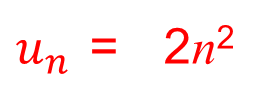 uₙ = 2n²